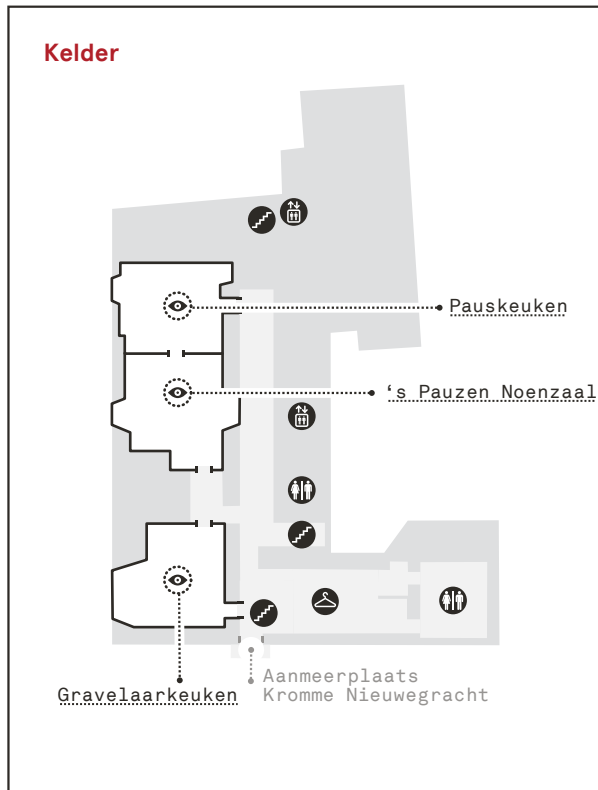 Kelder
Pauskeuken
‘s Pauzen Noenzaal
Gravelaarkeuken
Aanmeerplaats
Kromme Nieuwegracht